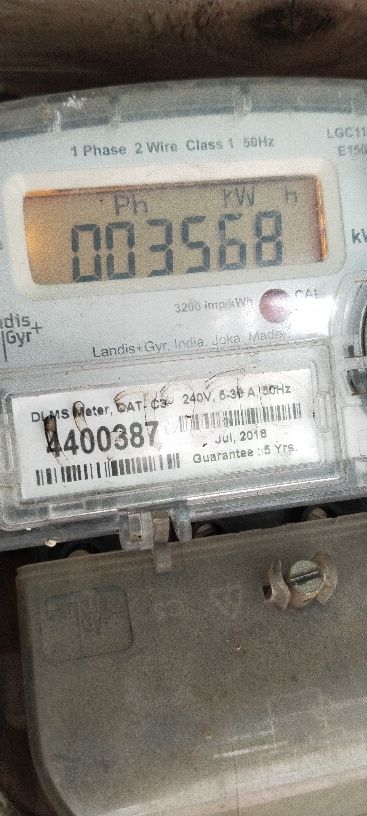 1 Phase 2 Wire Class 1 50Hz
Ph kW h
003568
3200 imp/kWh
CAL
Gyr+
Landis+Gyr, India, Joka, Made
DLMS Meter, CAT- C3 240V, 5-30 A, 50Hz
4400387
Jul, 2018
Guarantee : 5 Yrs.